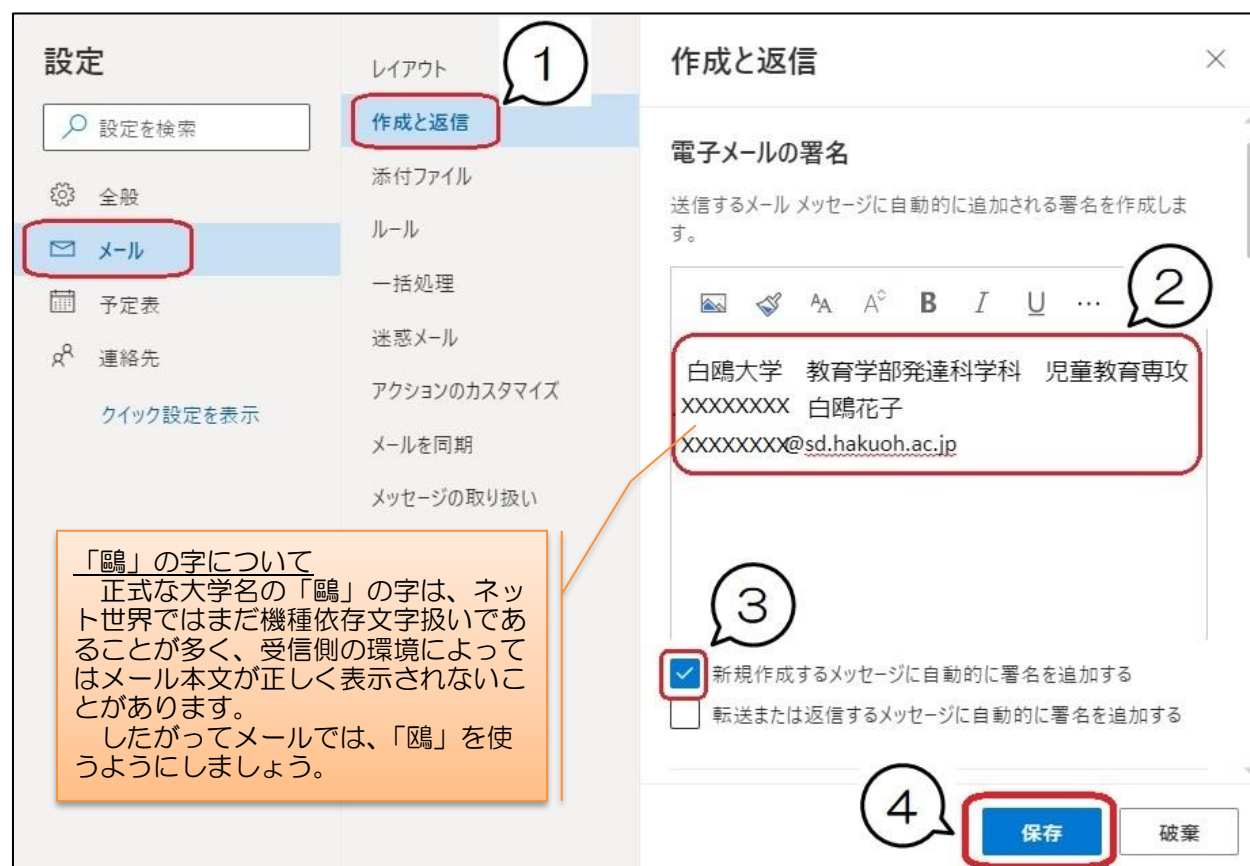 設定
設定を検索
全般
メール
予定表
連絡先
クイック設定を表示
レイアウト
1
作成と返信
添付ファイル
ルール
一括処理
迷惑メール
アクションのカスタマイズ
メールを同期
メッセージの取り扱い
作成と返信
電子メールの署名
送信するメール メッセージに自動的に追加される署名を作成しま
す。
2
B I U …
白鴎大学　教育学部発達科学科　児童教育専攻
XXXXXXXX　白鴎花子
XXXXXXXX@sd.hakuoh.ac.jp
「鷗」の字について
　正式な大学名の「鷗」の字は、ネッ
ト世界ではまだ機種依存文字扱いであ
ることが多く、受信側の環境によって
はメール本文が正しく表示されないこ
とがあります。
　したがってメールでは、「鴎」を使
うようにしましょう。
3
新規作成するメッセージに自動的に署名を追加する
転送または返信するメッセージに自動的に署名を追加する
4
保存
破棄